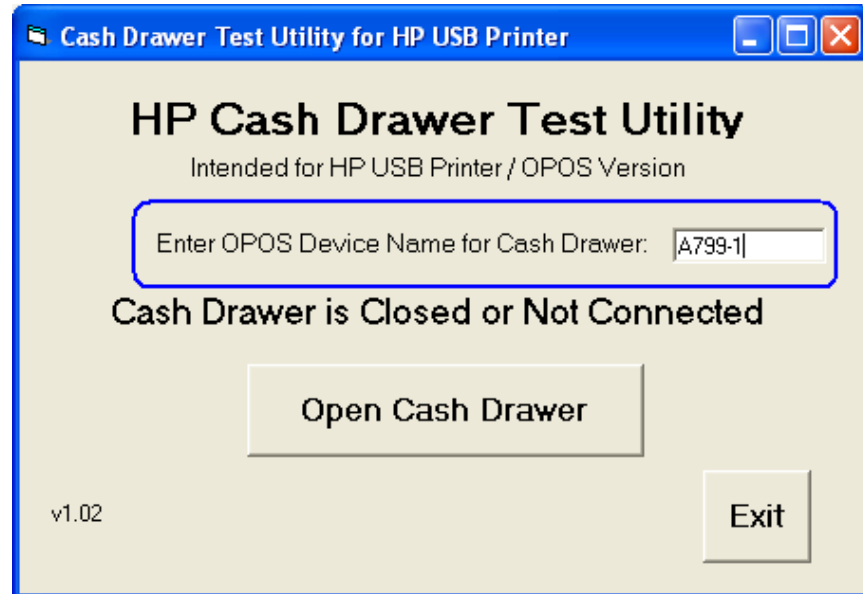 Cash Drawer Test Utility for HP USB Printer
HP Cash Drawer Test Utility
Intended for HP USB Printer / OPOS Version
Enter OPOS Device Name for Cash Drawer: A799-1
Cash Drawer is Closed or Not Connected
Open Cash Drawer
v1.02
Exit